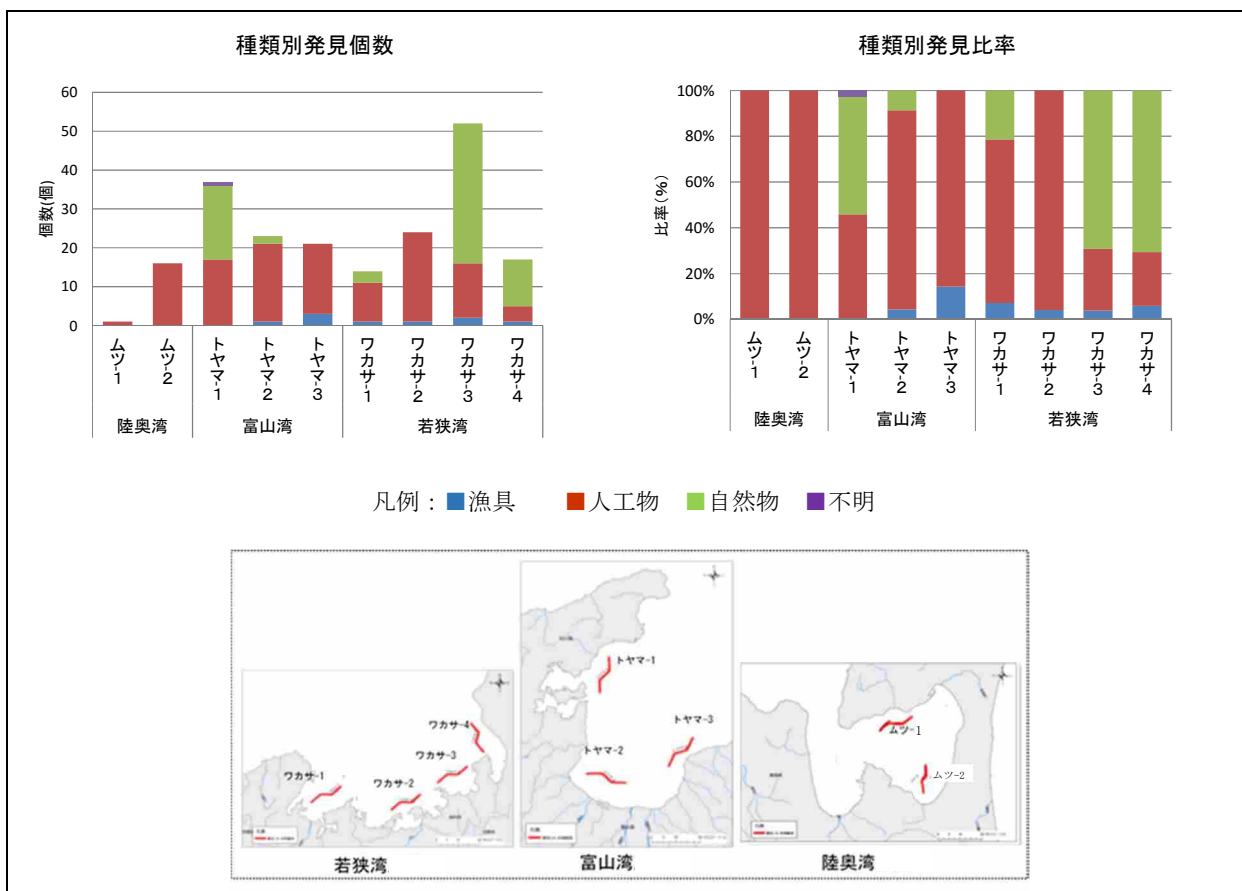 種類別発見個数
60
50
40
30
20
10
0
個数(個)
ムツ-1
ムツ-2
トヤマ-1
トヤマ-2
トヤマ-3
ワカサ-1
ワカサ-2
ワカサ-3
ワカサ-4
陸奥湾
富山湾
若狭湾
種類別発見比率
100%
80%
60%
40%
20%
0%
比率(%)
ムツ-1
ムツ-2
トヤマ-1
トヤマ-2
トヤマ-3
ワカサ-1
ワカサ-2
ワカサ-3
ワカサ-4
陸奥湾
富山湾
若狭湾
凡例：漁具 人工物 自然物 不明
ワカサ-4
ワカサ-3
ワカサ-1
ワカサ-2
若狭湾
トヤマ-1
トヤマ-3
トヤマ-2
富山湾
ムツ-1
ムツ-2
陸奥湾